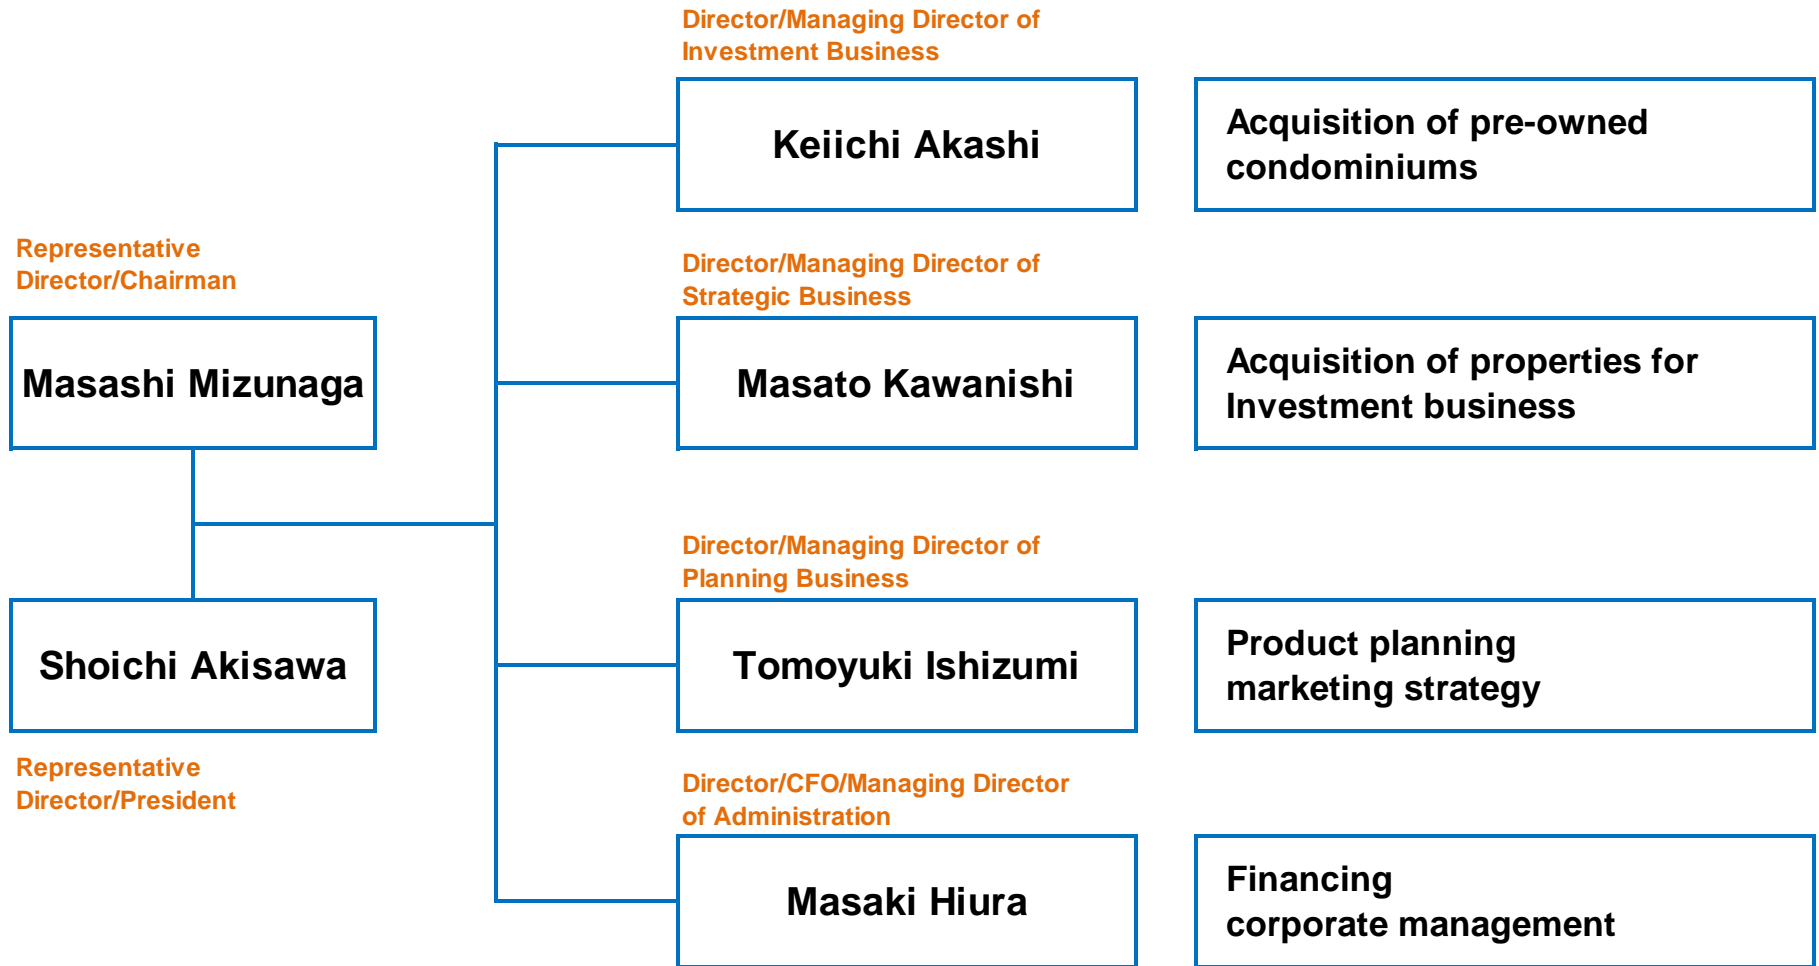 Representative
Director/Chairman
Masashi Mizunaga
Shoichi Akisawa
Representative
Director/President
Director/Managing Director of
Investment Business
Keiichi Akashi
Acquisition of pre-owned
condominiums
Director/Managing Director of
Strategic Business
Masato Kawanishi
Acquisition of properties for
Investment business
Director/Managing Director of
Planning Business
Tomoyuki Ishizumi
Product planning
marketing strategy
Director/CFO/Managing Director
of Administration
Masaki Hiura
Financing
corporate management